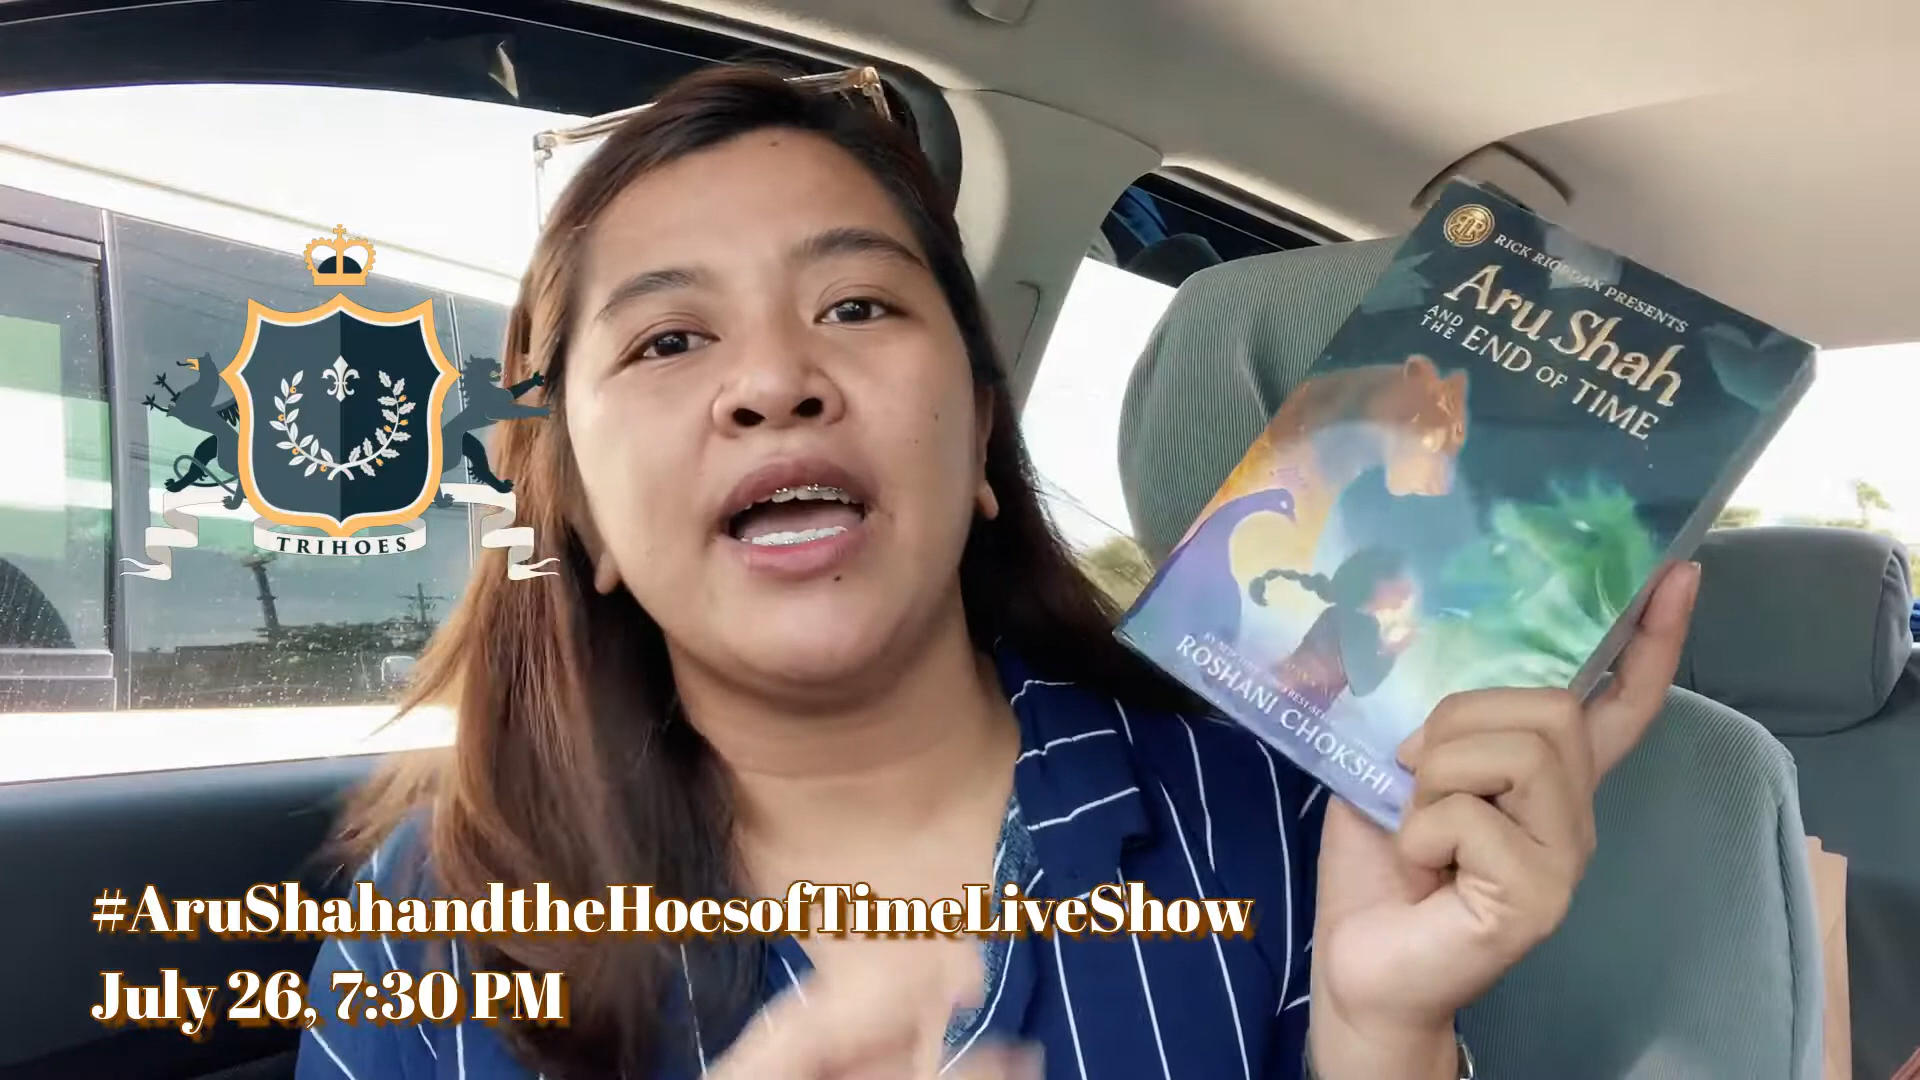 TRIHOES
RICK RIORDAN PRESENTS
Aru Shah
AND
THE END OF TIME
ROSHANI CHOKSHI
#AruShahandtheHoesofTimeLiveShow
July 26, 7:30 PM